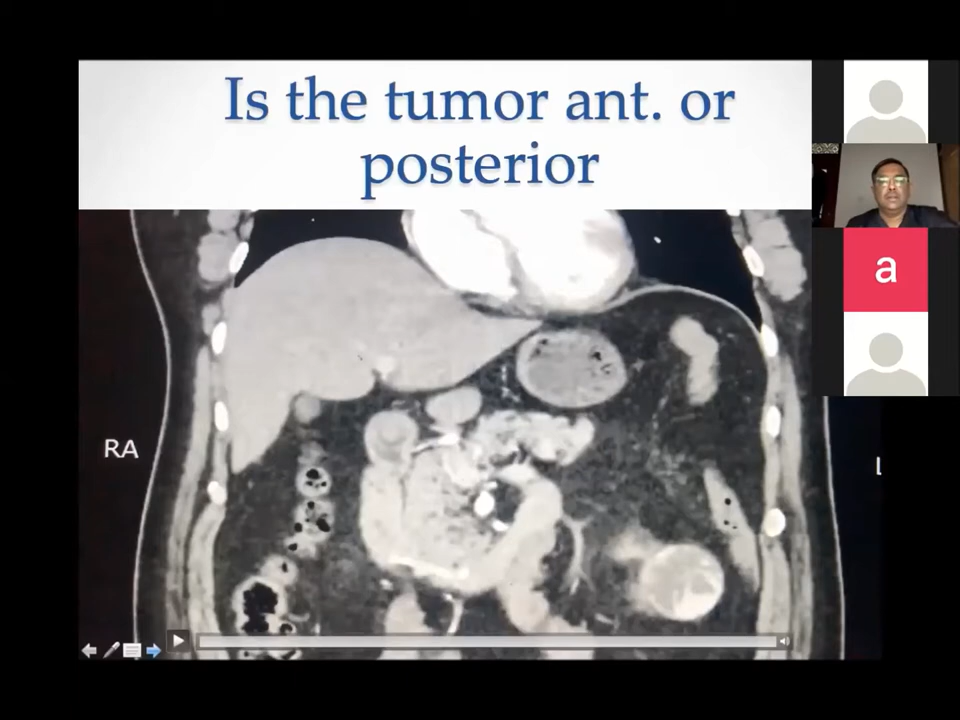 Is the tumor ant. or
posterior
a
RA
L